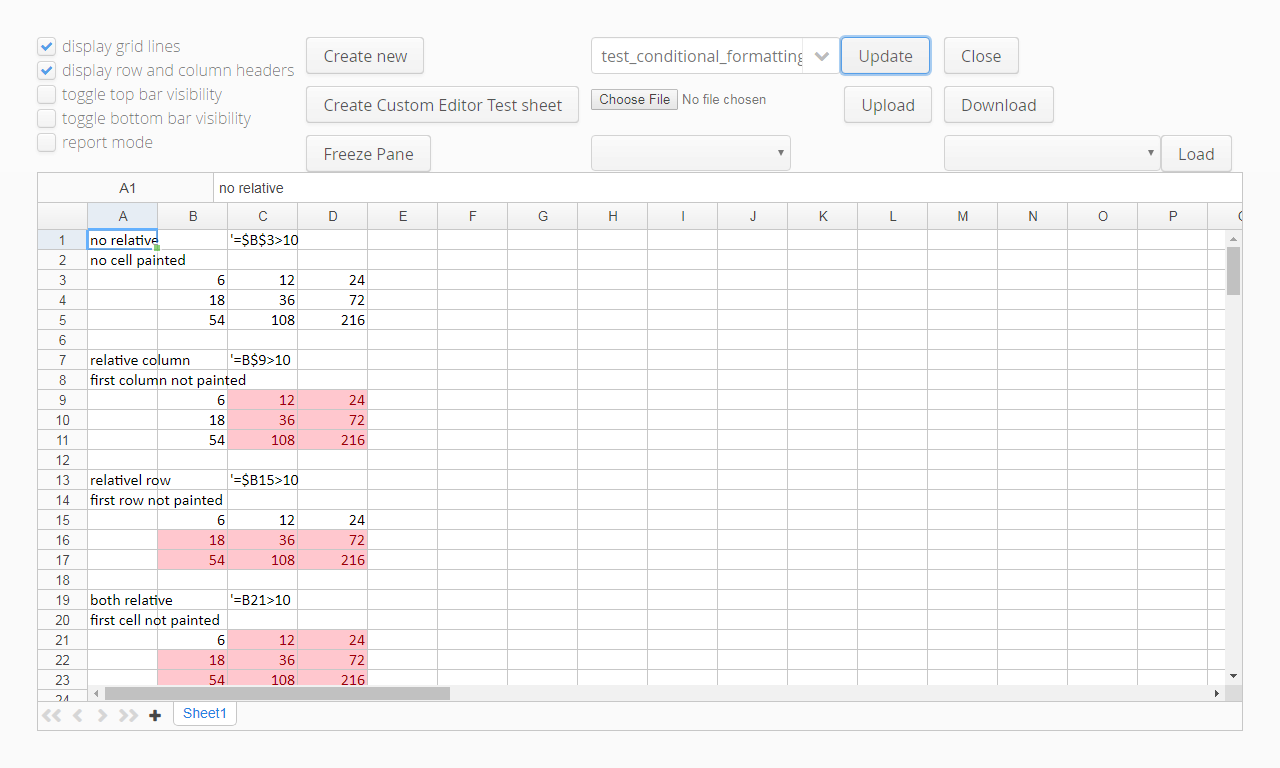 display grid lines
display row and column headers
toggle top bar visibility
toggle bottom bar visibility
report mode
Create new
Create Custom Editor Test sheet
Freeze Pane
test_conditional_formatting
Update
Close
Choose File No file chosen
Upload
Download
Load
A1 no relative
A B C D E F G H I J K L M N O P
1 no relative '=$B$3>10
2 no cell painted
3 6 12 24
4 18 36 72
5 54 108 216
6
7 relative column '=B$9>10
8 first column not painted
9 6 12 24
10 18 36 72
11 54 108 216
12
13 relativel row '=$B15>10
14 first row not painted
15 6 12 24
16 18 36 72
17 54 108 216
18
19 both relative '=B21>10
20 first cell not painted
21 6 12 24
22 18 36 72
23 54 108 216
24
Sheet1